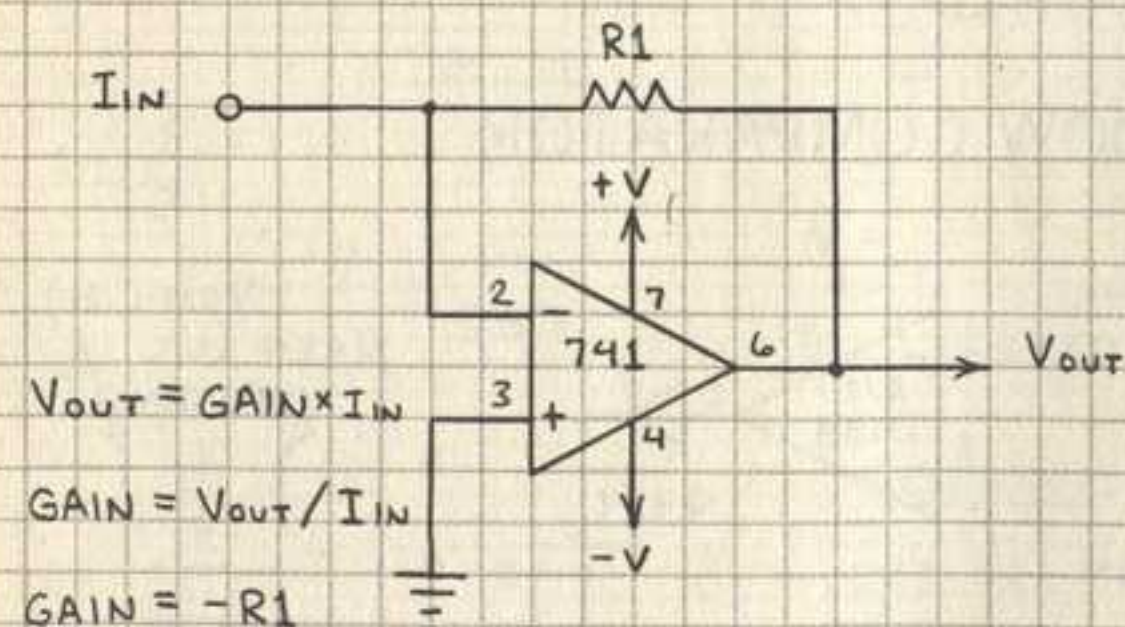 R1
IIN
+V
2 - 7
741 6
VOUT
VOUT = GAIN×IIN
3 + 4
GAIN = VOUT / IIN
-V
GAIN = -R1